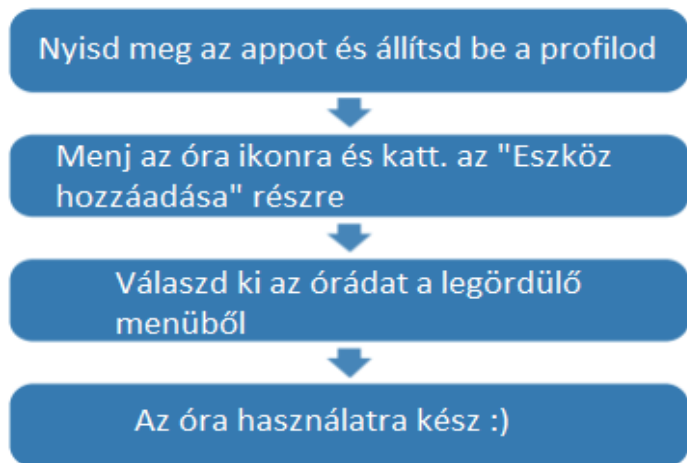 Nyisd meg az appot és állítsd be a profilod
Menj az óra ikonra és katt. az "Eszköz
hozzáadása" részre
Válaszd ki az órádat a legördülő
menüből
Az óra használatra kész :)